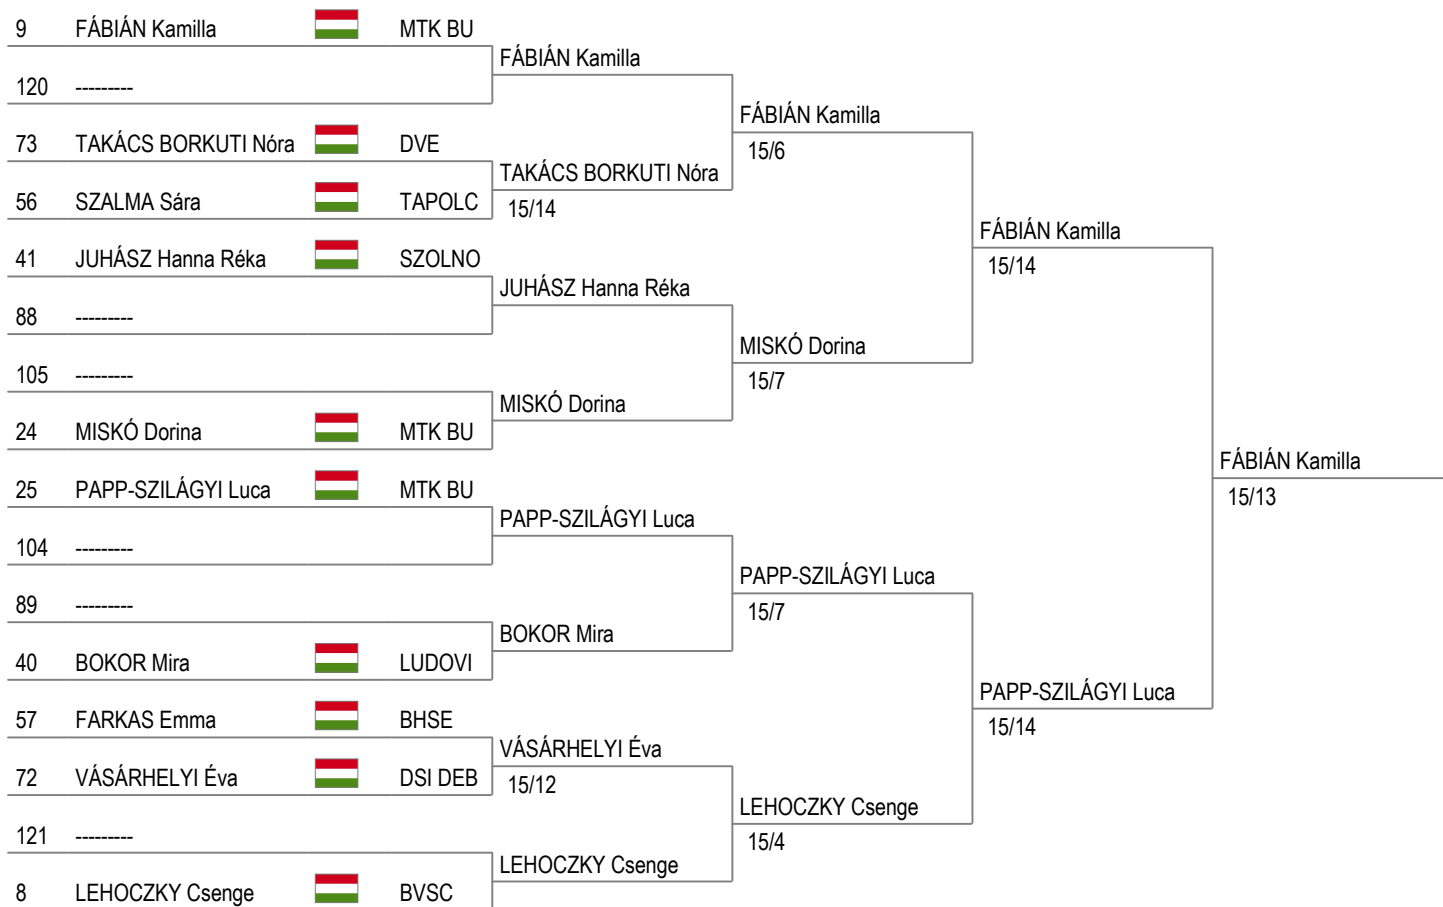 9 FÁBIÁN Kamilla MTK BU
FÁBIÁN Kamilla
120 ---------
FÁBIÁN Kamilla
73 TAKÁCS BORKUTI Nóra DVE
15/6
TAKÁCS BORKUTI Nóra
56 SZALMA Sára TAPOLC
15/14
FÁBIÁN Kamilla
41 JUHÁSZ Hanna Réka SZOLNO
15/14
JUHÁSZ Hanna Réka
88 ---------
MISKÓ Dorina
105 ---------
15/7
MISKÓ Dorina
24 MISKÓ Dorina MTK BU
FÁBIÁN Kamilla
25 PAPP-SZILÁGYI Luca MTK BU
15/13
PAPP-SZILÁGYI Luca
104 ---------
PAPP-SZILÁGYI Luca
89 ---------
15/7
BOKOR Mira
40 BOKOR Mira LUDOVI
PAPP-SZILÁGYI Luca
57 FARKAS Emma BHSE
15/14
VÁSÁRHELYI Éva
72 VÁSÁRHELYI Éva DSI DEB
15/12
LEHOCZKY Csenge
121 ---------
15/4
LEHOCZKY Csenge
8 LEHOCZKY Csenge BVSC